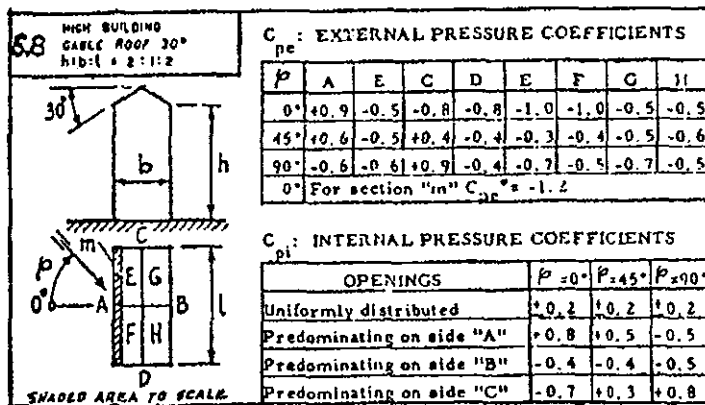 5.8 HIGH BUILDING
GABLE ROOF 30°
h:b:l = 2:1:2
30°
b
h
C
m
β
0°
A
E
G
B
F
H
l
D
SHADED AREA TO SCALE
C pe : EXTERNAL PRESSURE COEFFICIENTS
β A E C D E F G H
0° +0.9 -0.5 -0.8 -0.8 -1.0 -1.0 -0.5 -0.5
45° +0.6 -0.5 +0.4 -0.4 -0.3 -0.4 -0.5 -0.6
90° -0.6 -0.6 +0.9 -0.4 -0.7 -0.5 -0.7 -0.5
0° For section "m" C pe * = -1.2
C pi : INTERNAL PRESSURE COEFFICIENTS
OPENINGS β=0° β=45° β=90°
Uniformly distributed ±0.2 ±0.2 ±0.2
Predominating on side "A" +0.8 +0.5 -0.5
Predominating on side "B" -0.4 -0.4 -0.5
Predominating on side "C" -0.7 +0.3 +0.8